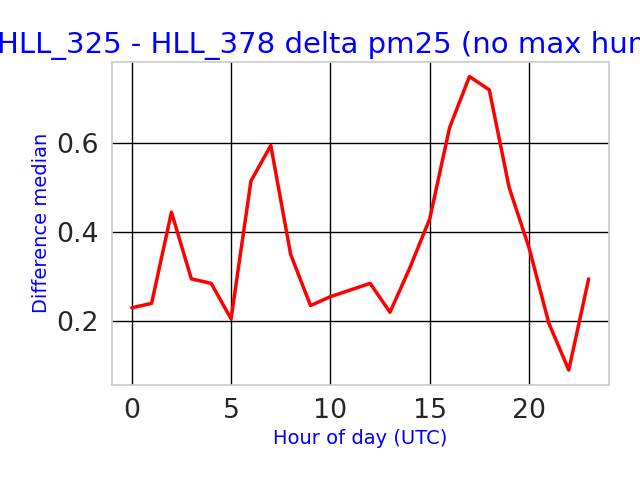 HLL_325 - HLL_378 delta pm25 (no max
Difference median
0.6
0.4
0.2
0 5 10 15 20
Hour of day (UTC)